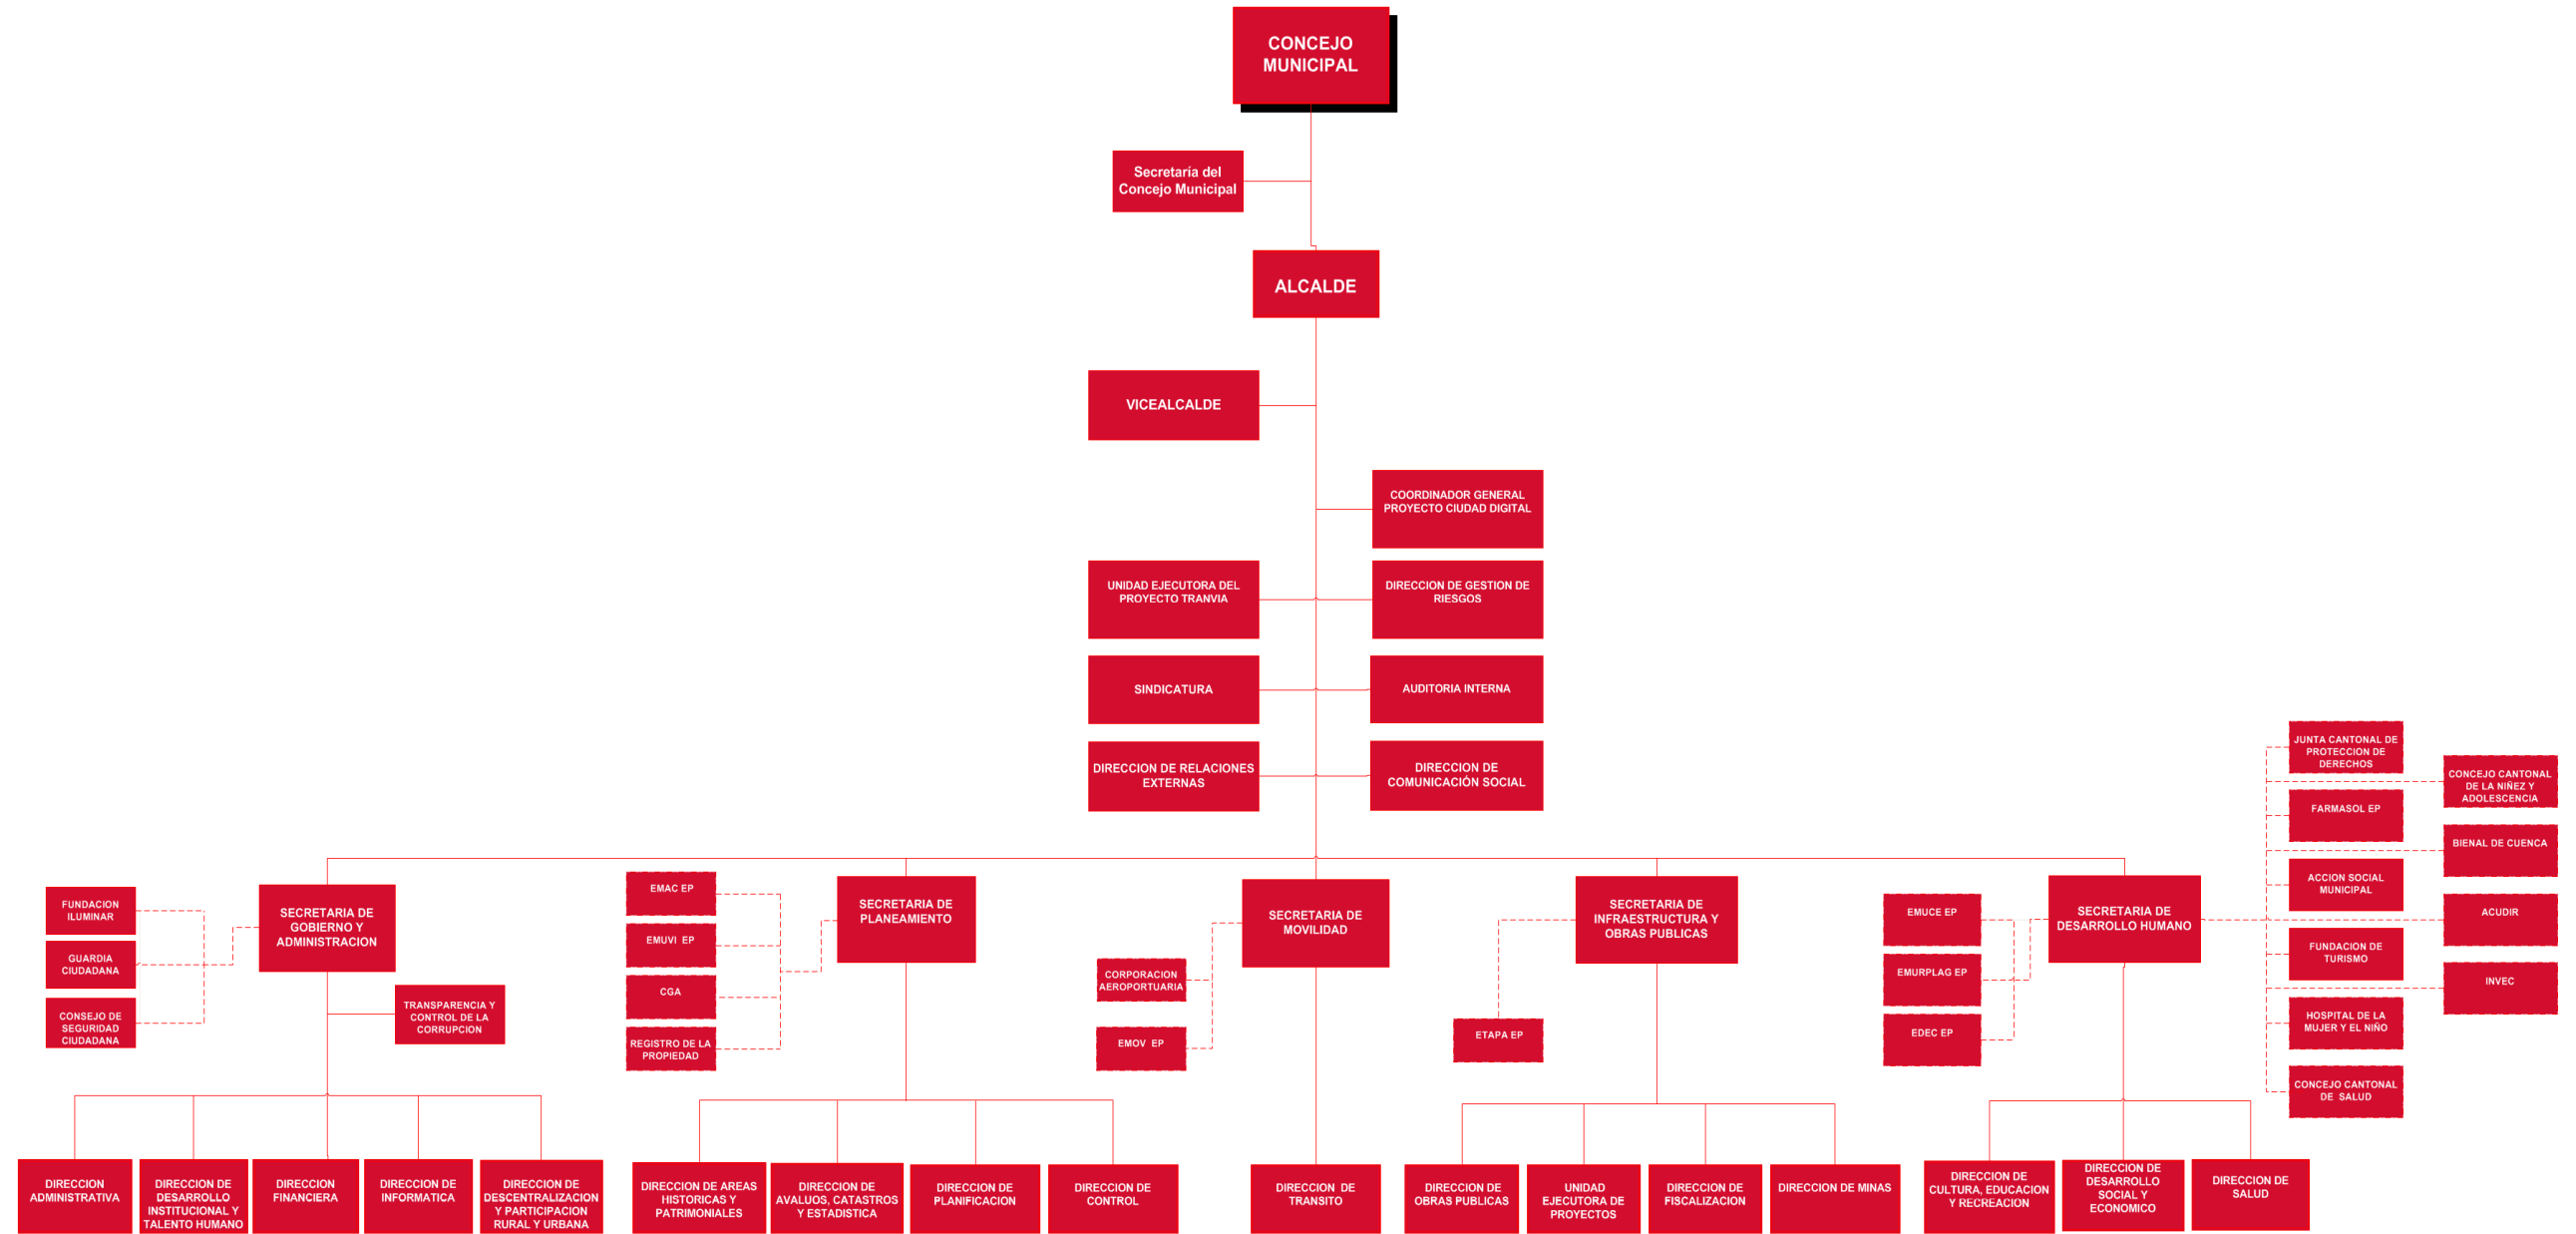 CONCEJO
MUNICIPAL
Secretaría del
Concejo Municipal
ALCALDE
VICEALCALDE
COORDINADOR GENERAL
PROYECTO CIUDAD DIGITAL
UNIDAD EJECUTORA DEL
PROYECTO TRANVIA
DIRECCION DE GESTION DE
RIESGOS
SINDICATURA
AUDITORIA INTERNA
DIRECCION DE RELACIONES
EXTERNAS
DIRECCION DE
COMUNICACIÓN SOCIAL
SECRETARIA DE
GOBIERNO Y
ADMINISTRACION
FUNDACION
ILUMINAR
GUARDIA
CIUDADANA
CONSEJO DE
SEGURIDAD
CIUDADANA
TRANSPARENCIA Y
CONTROL DE LA
CORRUPCION
DIRECCION
ADMINISTRATIVA
DIRECCION DE
DESARROLLO
INSTITUCIONAL Y
TALENTO HUMANO
DIRECCION
FINANCIERA
DIRECCION DE
INFORMATICA
DIRECCION DE
DESCENTRALIZACION
Y PARTICIPACION
RURAL Y URBANA
SECRETARIA DE
PLANEAMIENTO
EMAC EP
EMUVI EP
CGA
REGISTRO DE LA
PROPIEDAD
DIRECCION DE AREAS
HISTORICAS Y
PATRIMONIALES
DIRECCION DE
AVALUOS, CATASTROS
Y ESTADISTICA
DIRECCION DE
PLANIFICACION
DIRECCION DE
CONTROL
SECRETARIA DE
MOVILIDAD
CORPORACION
AEROPORTUARIA
EMOV EP
DIRECCION DE
TRANSITO
SECRETARIA DE
INFRAESTRUCTURA Y
OBRAS PUBLICAS
ETAPA EP
DIRECCION DE
OBRAS PUBLICAS
UNIDAD
EJECUTORA DE
PROYECTOS
DIRECCION DE
FISCALIZACION
DIRECCION DE MINAS
SECRETARIA DE
DESARROLLO HUMANO
EMUCE EP
EMURPLAG EP
EDEC EP
JUNTA CANTONAL DE
PROTECCION DE
DERECHOS
CONCEJO CANTONAL
DE LA NIÑEZ Y
ADOLESCENCIA
FARMASOL EP
BIENAL DE CUENCA
ACCION SOCIAL
MUNICIPAL
ACUDIR
FUNDACION DE
TURISMO
INVEC
HOSPITAL DE LA
MUJER Y EL NIÑO
CONCEJO CANTONAL
DE SALUD
DIRECCION DE
CULTURA, EDUCACION
Y RECREACION
DIRECCION DE
DESARROLLO
SOCIAL Y
ECONOMICO
DIRECCION DE
SALUD